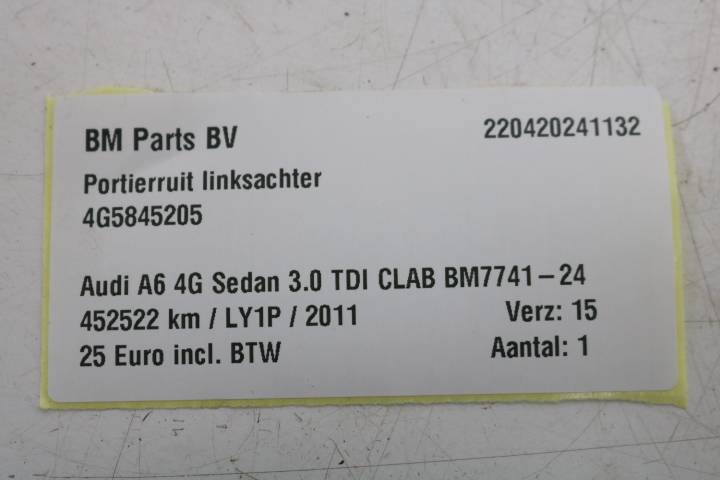 BM Parts BV 220420241132
Portierruit linksachter
4G5845205
Audi A6 4G Sedan 3.0 TDI CLAB BM7741-24
452522 km / LY1P / 2011 Verz: 15
25 Euro incl. BTW Aantal: 1